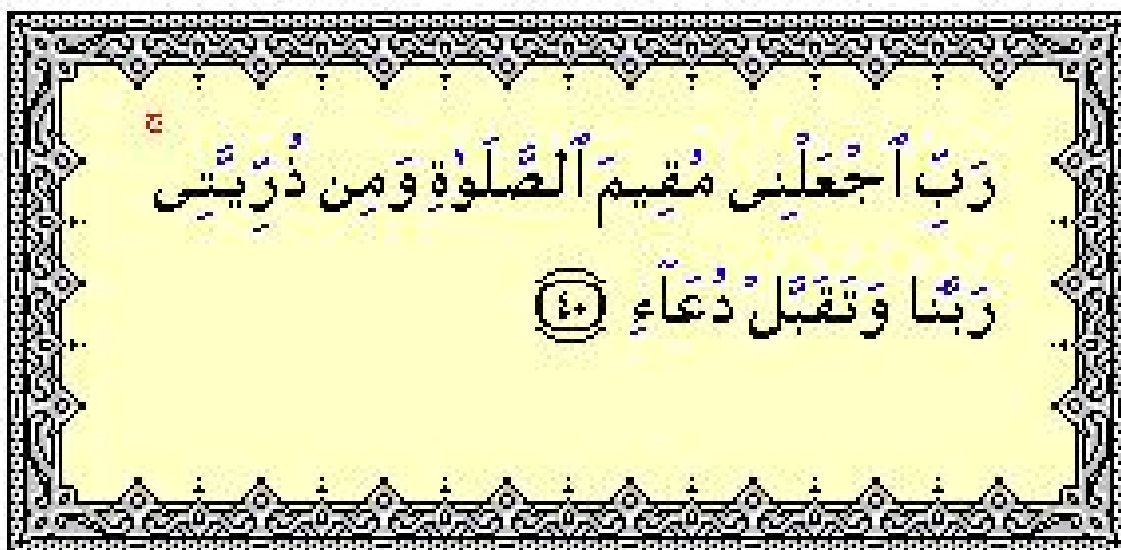 رَبِّ ٱجْعَلْنِى مُقِيمَ ٱلصَّلَوٰةِ وَمِن ذُرِّيَّتِى ۚ
رَبَّنَا وَتَقَبَّلْ دُعَآءِ ﴿٤٠﴾